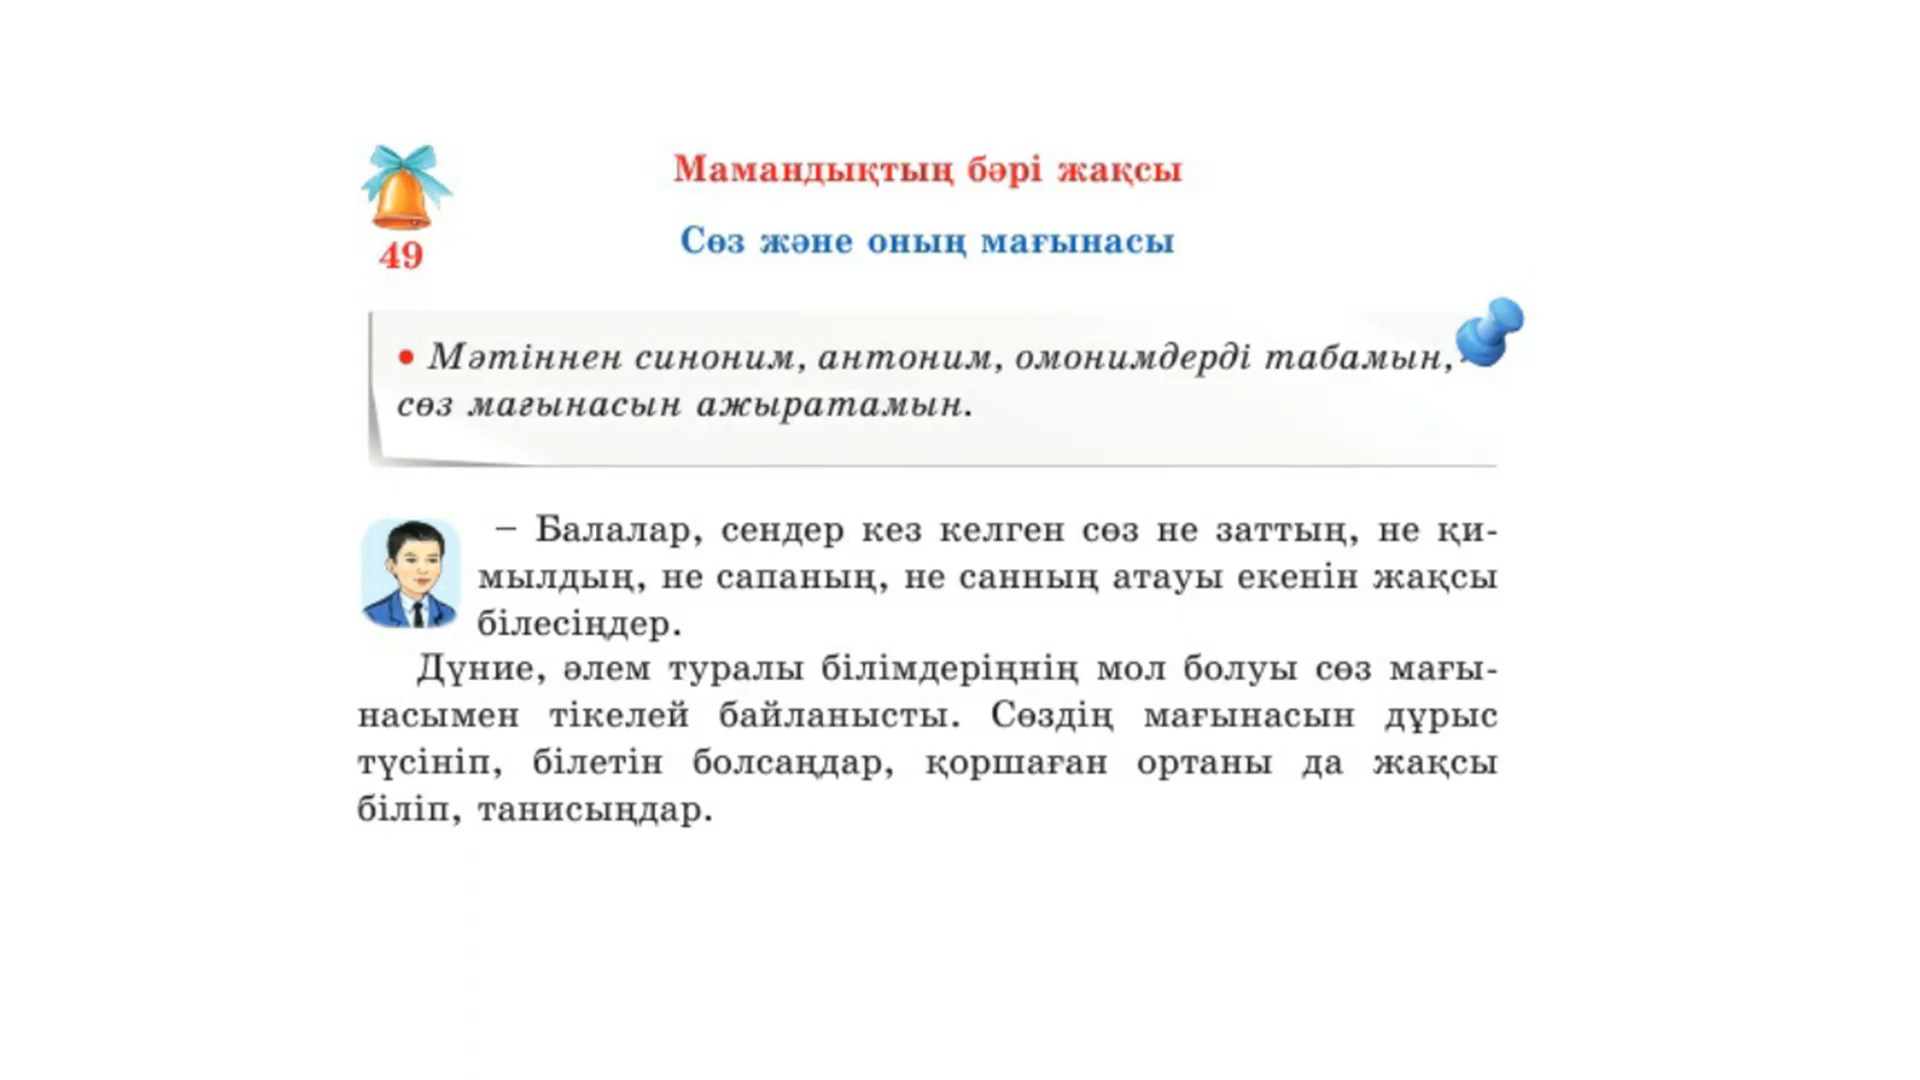 Мамандықтың бәрі жақсы
49
Сөз және оның мағынасы
• Мәтіннен синоним, антоним, омонимдерді табамын,
сөз мағынасын ажыратамын.
– Балалар, сендер кез келген сөз не заттың, не қи-
мылдың, не сапаның, не санның атауы екенін жақсы
білесіңдер.
Дүние, әлем туралы білімдеріңнің мол болуы сөз мағы-
насымен тікелей байланысты. Сөздің мағынасын дұрыс
түсініп, білетін болсаңдар, қоршаған ортаны да жақсы
біліп, танисыңдар.